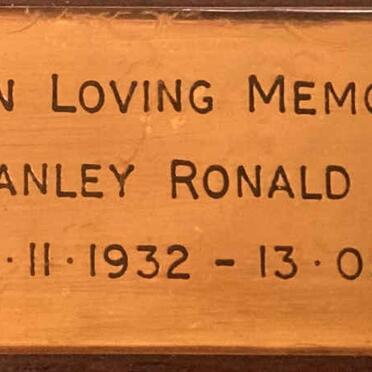 N LOVING MEMO
ANLEY RONALD
· 11 · 1932 – 13 · 0